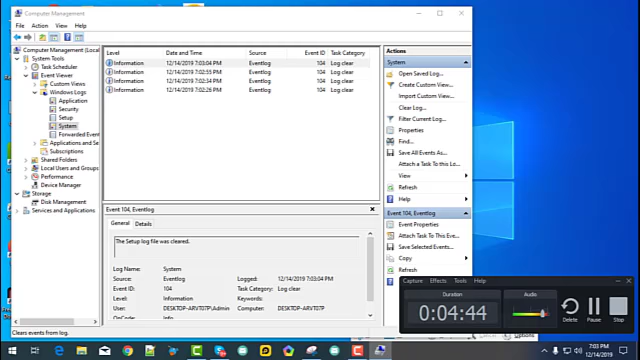 Computer Management
File Action View Help
Computer Management (Local
System Tools
Task Scheduler
Event Viewer
Custom Views
Windows Logs
Application
Security
Setup
System
Forwarded Event
Applications and Se
Subscriptions
Shared Folders
Local Users and Groups
Performance
Device Manager
Storage
Disk Management
Services and Applications
Level Date and Time Source Event ID Task Category
Information 12/14/2019 7:03:04 PM Eventlog 104 Log clear
Information 12/14/2019 7:02:55 PM Eventlog 104 Log clear
Information 12/14/2019 7:02:54 PM Eventlog 104 Log clear
Information 12/14/2019 7:02:26 PM Eventlog 104 Log clear
Event 104, Eventlog
General Details
The Setup log file was cleared.
Log Name: System
Source: Eventlog Logged: 12/14/2019 7:03:04 PM
Event ID: 104 Task Category: Log clear
Level: Information Keywords:
User: DESKTOP-ARVT07P\Admin Computer: DESKTOP-ARVT07P
OpCode:
Actions
System
Open Saved Log...
Create Custom View...
Import Custom View...
Clear Log...
Filter Current Log...
Properties
Find...
Save All Events As...
Attach a Task To this Lo...
View
Refresh
Help
Event 104, Eventlog
Event Properties
Attach Task To This Eve...
Save Selected Events...
Copy
Refresh
Clears events from log.
Capture Effects Tools Help
Duration
0:04:44
Audio
Delete Pause Stop
Options
7:03 PM
12/14/2019